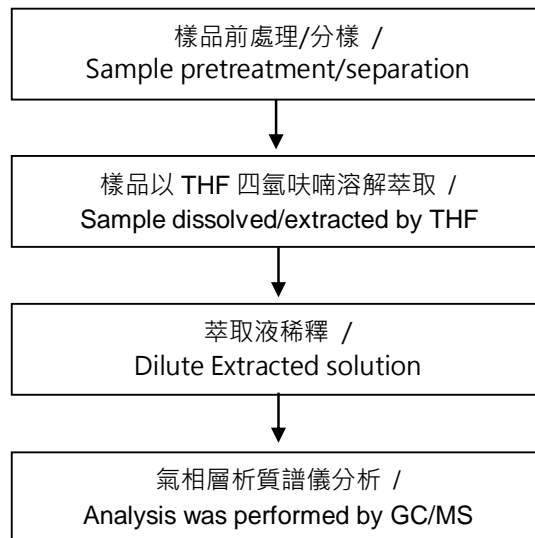 樣品前處理/分樣 /
Sample pretreatment/separation
樣品以 THF 四氫呋喃溶解萃取 /
Sample dissolved/extracted by THF
萃取液稀釋 /
Dilute Extracted solution
氣相層析質譜儀分析 /
Analysis was performed by GC/MS